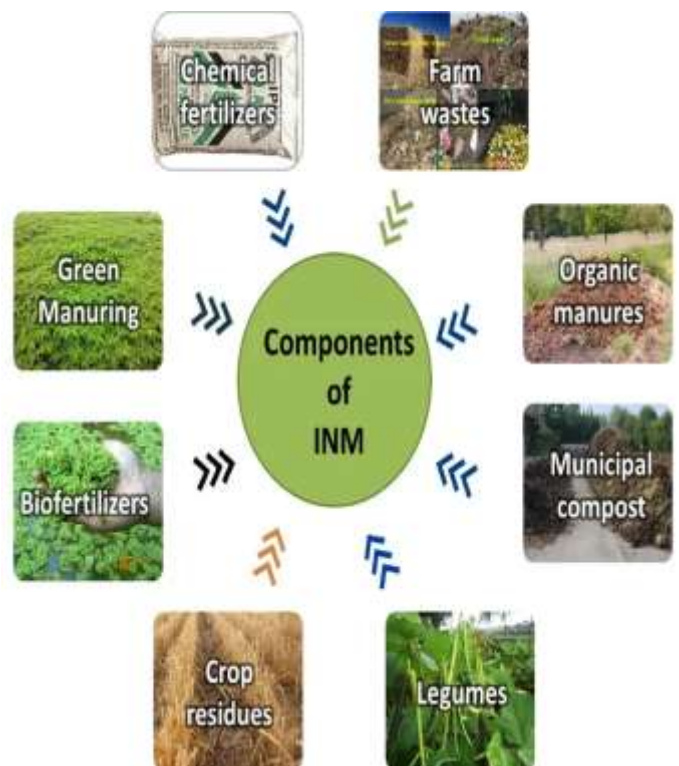 Chemical
fertilizers
Farm
wastes
Green
Manuring
Organic
manures
Components
of
INM
Biofertilizers
Municipal
compost
Crop
residues
Legumes